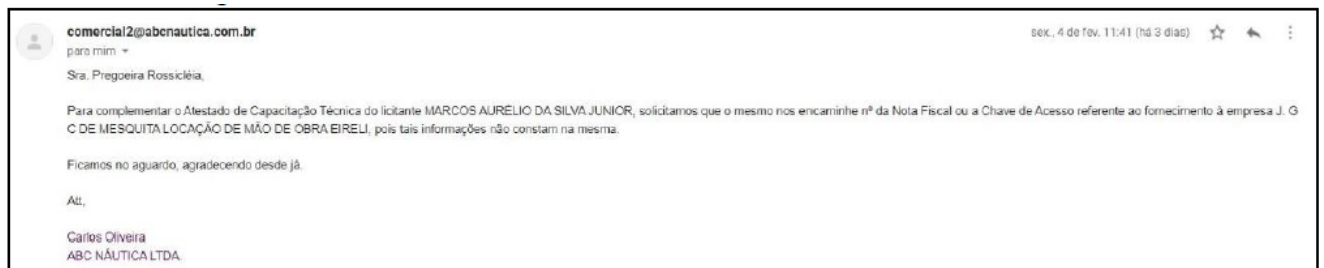 comercial2@abcnautica.com.br
sex., 4 de fev. 11:41 (há 3 dias)
para mim
Sra. Pregoeira Rossicléia,
Para complementar o Atestado de Capacitação Técnica do licitante MARCOS AURÉLIO DA SILVA JUNIOR, solicitamos que o mesmo nos encaminhe nº da Nota Fiscal ou a Chave de Acesso referente ao fornecimento à empresa J. G
C DE MESQUITA LOCAÇÃO DE MÃO DE OBRA EIRELI, pois tais informações não constam na mesma.
Ficamos no aguardo, agradecendo desde já.
Att,
Carlos Oliveira
ABC NÁUTICA LTDA.